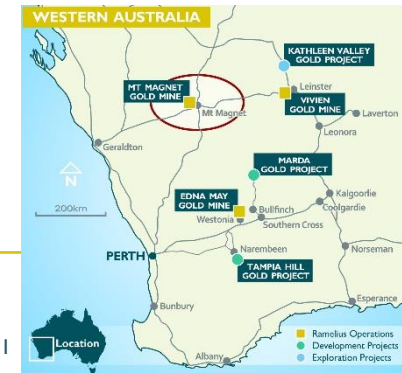 WESTERN AUSTRALIA
KATHLEEN VALLEY
GOLD PROJECT
MT MAGNET
GOLD MINE
Mt Magnet
Leinster
VIVIEN
GOLD MINE
Laverton
Leonora
Geraldton
N
MARDA
GOLD PROJECT
200km
EDNA MAY
GOLD MINE
Kalgoorlie
Coolgardie
Bullfinch
Westonia
Southern Cross
PERTH
Narembeen
Norseman
TAMPIA HILL
GOLD PROJECT
Bunbury
Esperance
Albany
Location
Ramelius Operations
Development Projects
Exploration Projects